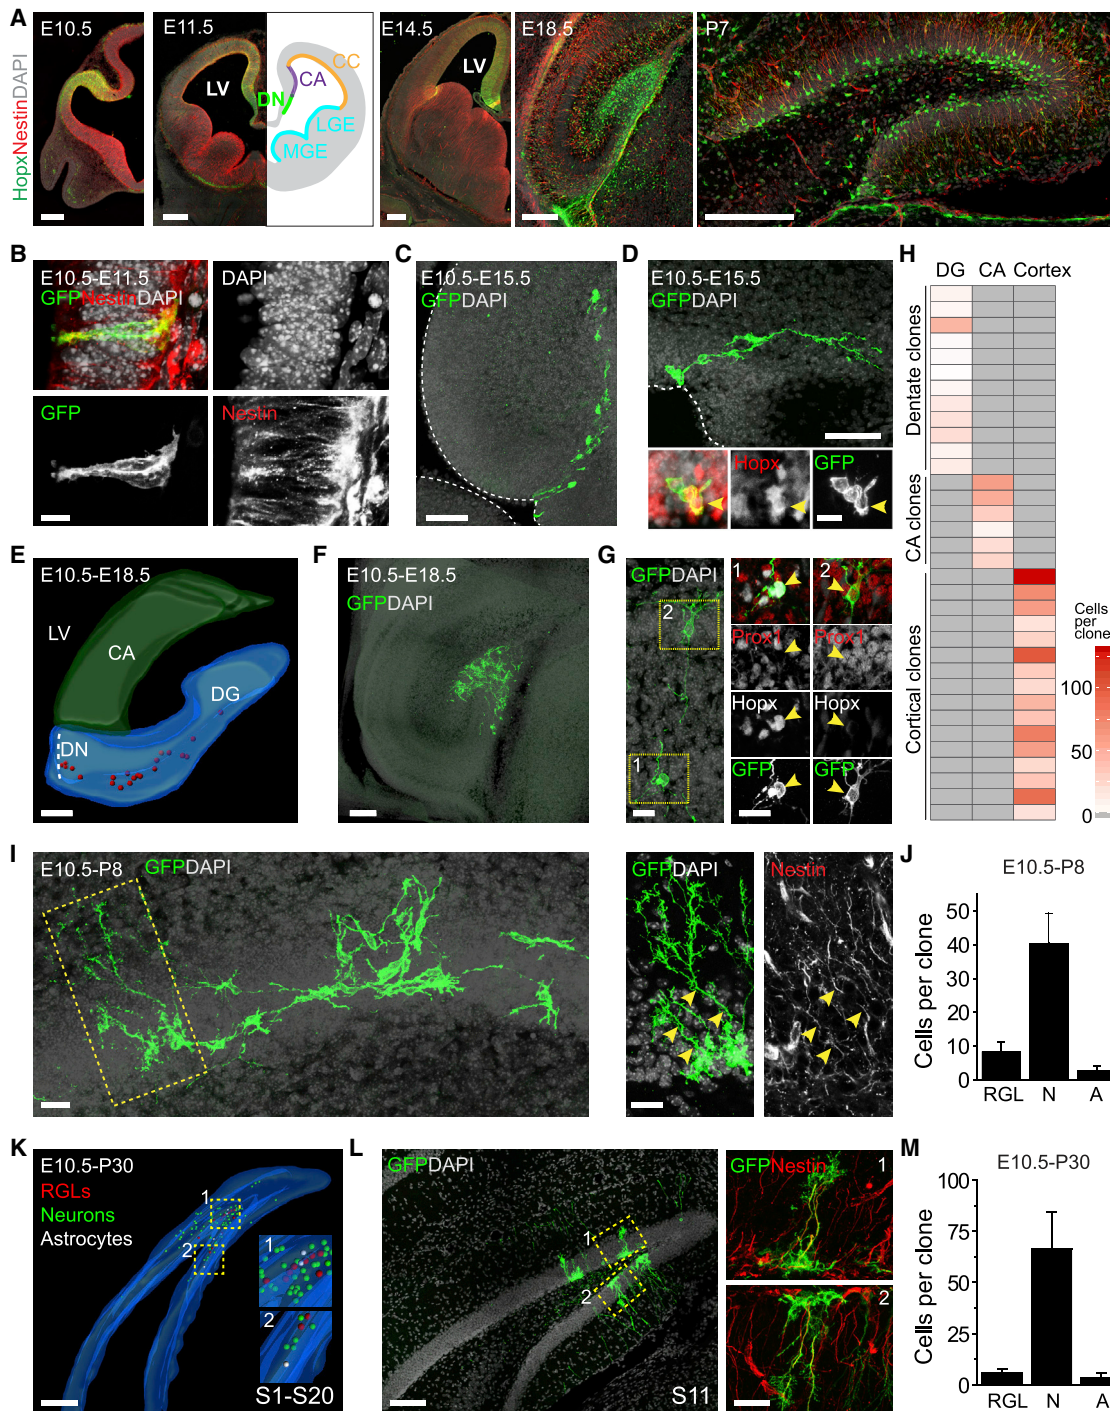 A
E10.5
E11.5
E14.5
E18.5
P7
HopxNestinDAPI
LV
CC
CA
DN
LGE
MGE
LV
B
E10.5-E11.5
GFPNestinDAPI
DAPI
GFP
Nestin
C
E10.5-E15.5
GFPDAPI
D
E10.5-E15.5
GFPDAPI
Hopx
GFP
E
E10.5-E18.5
LV
CA
DG
DN
F
E10.5-E18.5
GFPDAPI
G
GFPDAPI
2
1
1
2
Prox1
Prox1
Hopx
Hopx
GFP
GFP
H
DG CA Cortex
Dentate clones
CA clones
Cortical clones
Cells
per
clone
100
50
0
I
E10.5-P8
GFPDAPI
GFPDAPI
Nestin
J
E10.5-P8
Cells per clone
50
40
30
20
10
0
RGL N A
K
E10.5-P30
RGLs
Neurons
Astrocytes
1
2
1
2
S1-S20
L
GFPDAPI
1
2
S11
GFPNestin
1
2
M
E10.5-P30
Cells per clone
100
75
50
25
0
RGL N A